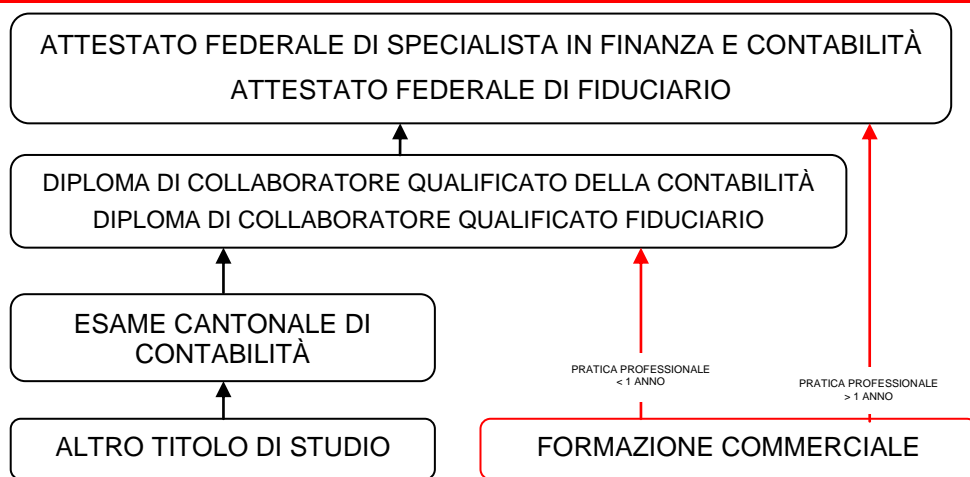 ATTESTATO FEDERALE DI SPECIALISTA IN FINANZA E CONTABILITÀ
ATTESTATO FEDERALE DI FIDUCIARIO
DIPLOMA DI COLLABORATORE QUALIFICATO DELLA CONTABILITÀ
DIPLOMA DI COLLABORATORE QUALIFICATO FIDUCIARIO
ESAME CANTONALE DI
CONTABILITÀ
PRATICA PROFESSIONALE
< 1 ANNO
PRATICA PROFESSIONALE
> 1 ANNO
ALTRO TITOLO DI STUDIO
FORMAZIONE COMMERCIALE